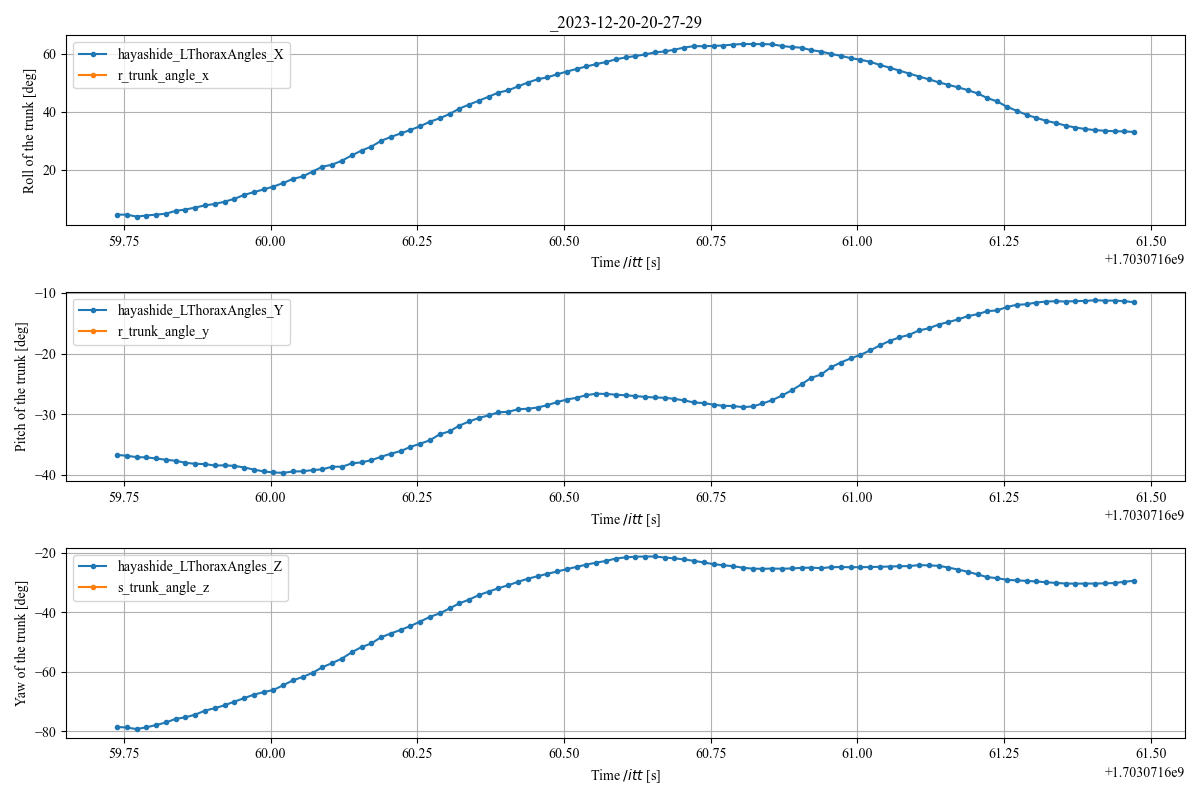 _2023-12-20-20-27-29
hayashide_LThoraxAngles_X
r_trunk_angle_x
Roll of the trunk [deg]
60
40
20
59.75 60.00 60.25 60.50 60.75 61.00 61.25 61.50
Time /itt [s]
+1.7030716e9
hayashide_LThoraxAngles_Y
r_trunk_angle_y
Pitch of the trunk [deg]
−10
−20
−30
−40
59.75 60.00 60.25 60.50 60.75 61.00 61.25 61.50
Time /itt [s]
+1.7030716e9
hayashide_LThoraxAngles_Z
s_trunk_angle_z
Yaw of the trunk [deg]
−20
−40
−60
−80
59.75 60.00 60.25 60.50 60.75 61.00 61.25 61.50
Time /itt [s]
+1.7030716e9